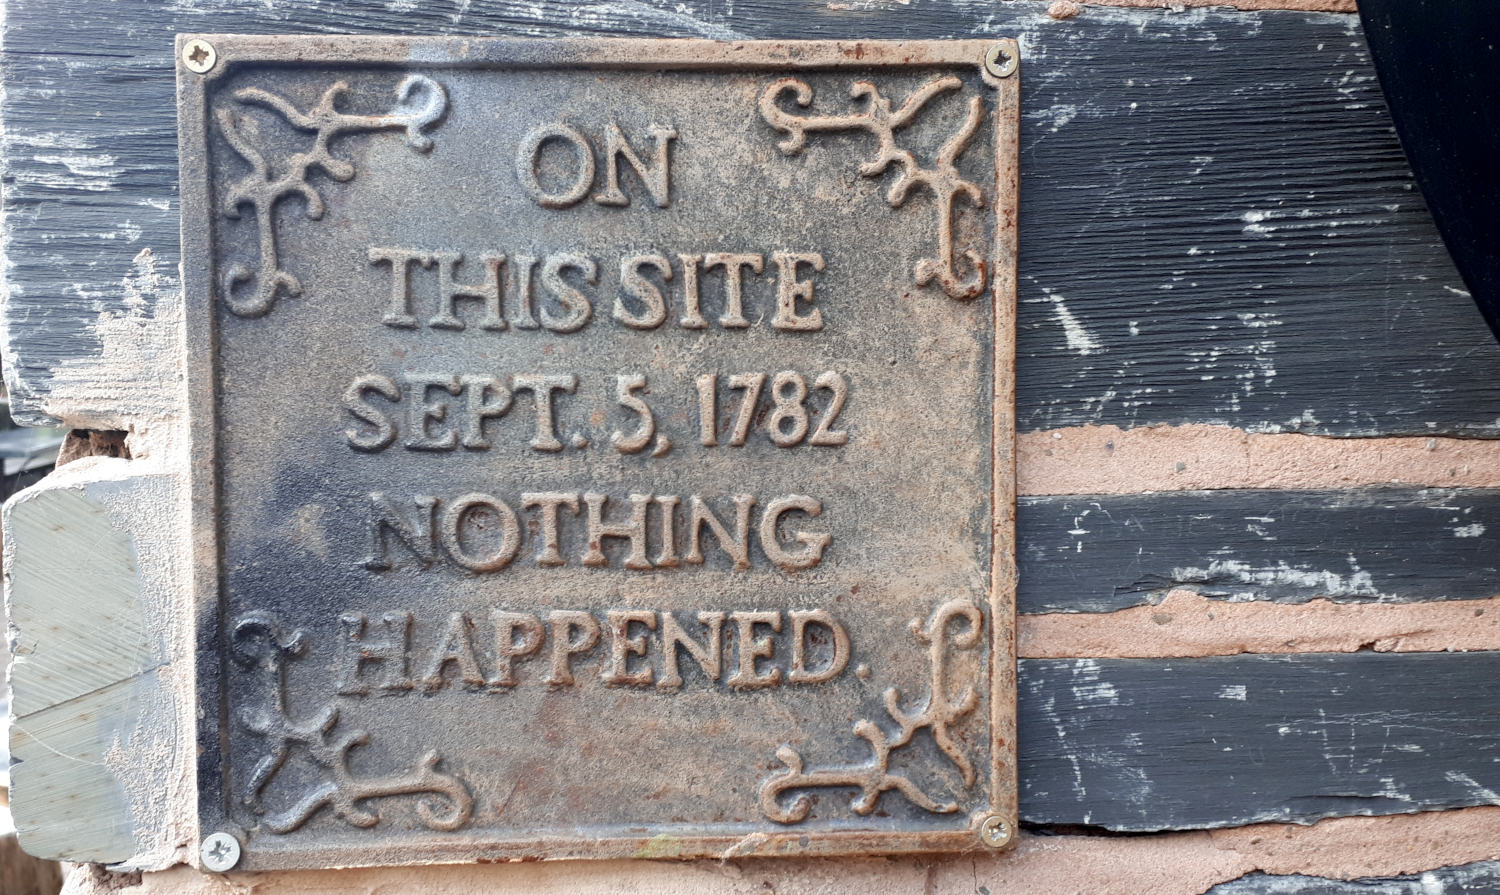 ON
THIS SITE
SEPT. 5, 1782
NOTHING
HAPPENED.